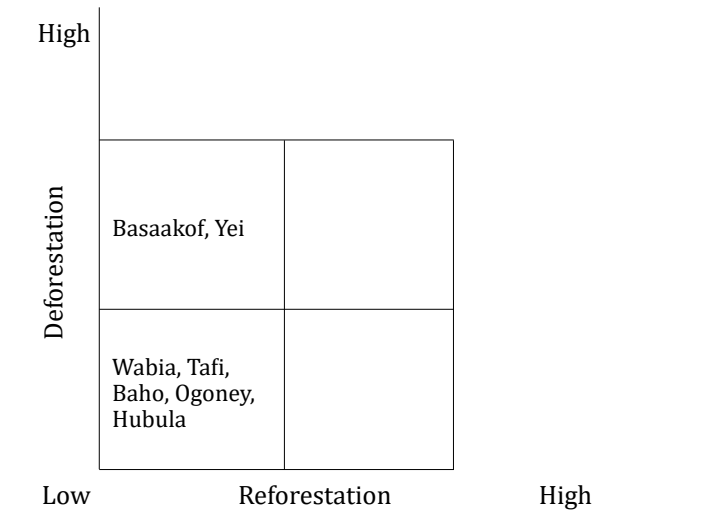 High
Deforestation
Basaakof, Yei
Wabia, Tafi,
Baho, Ogoney,
Hubula
Low
Reforestation
High